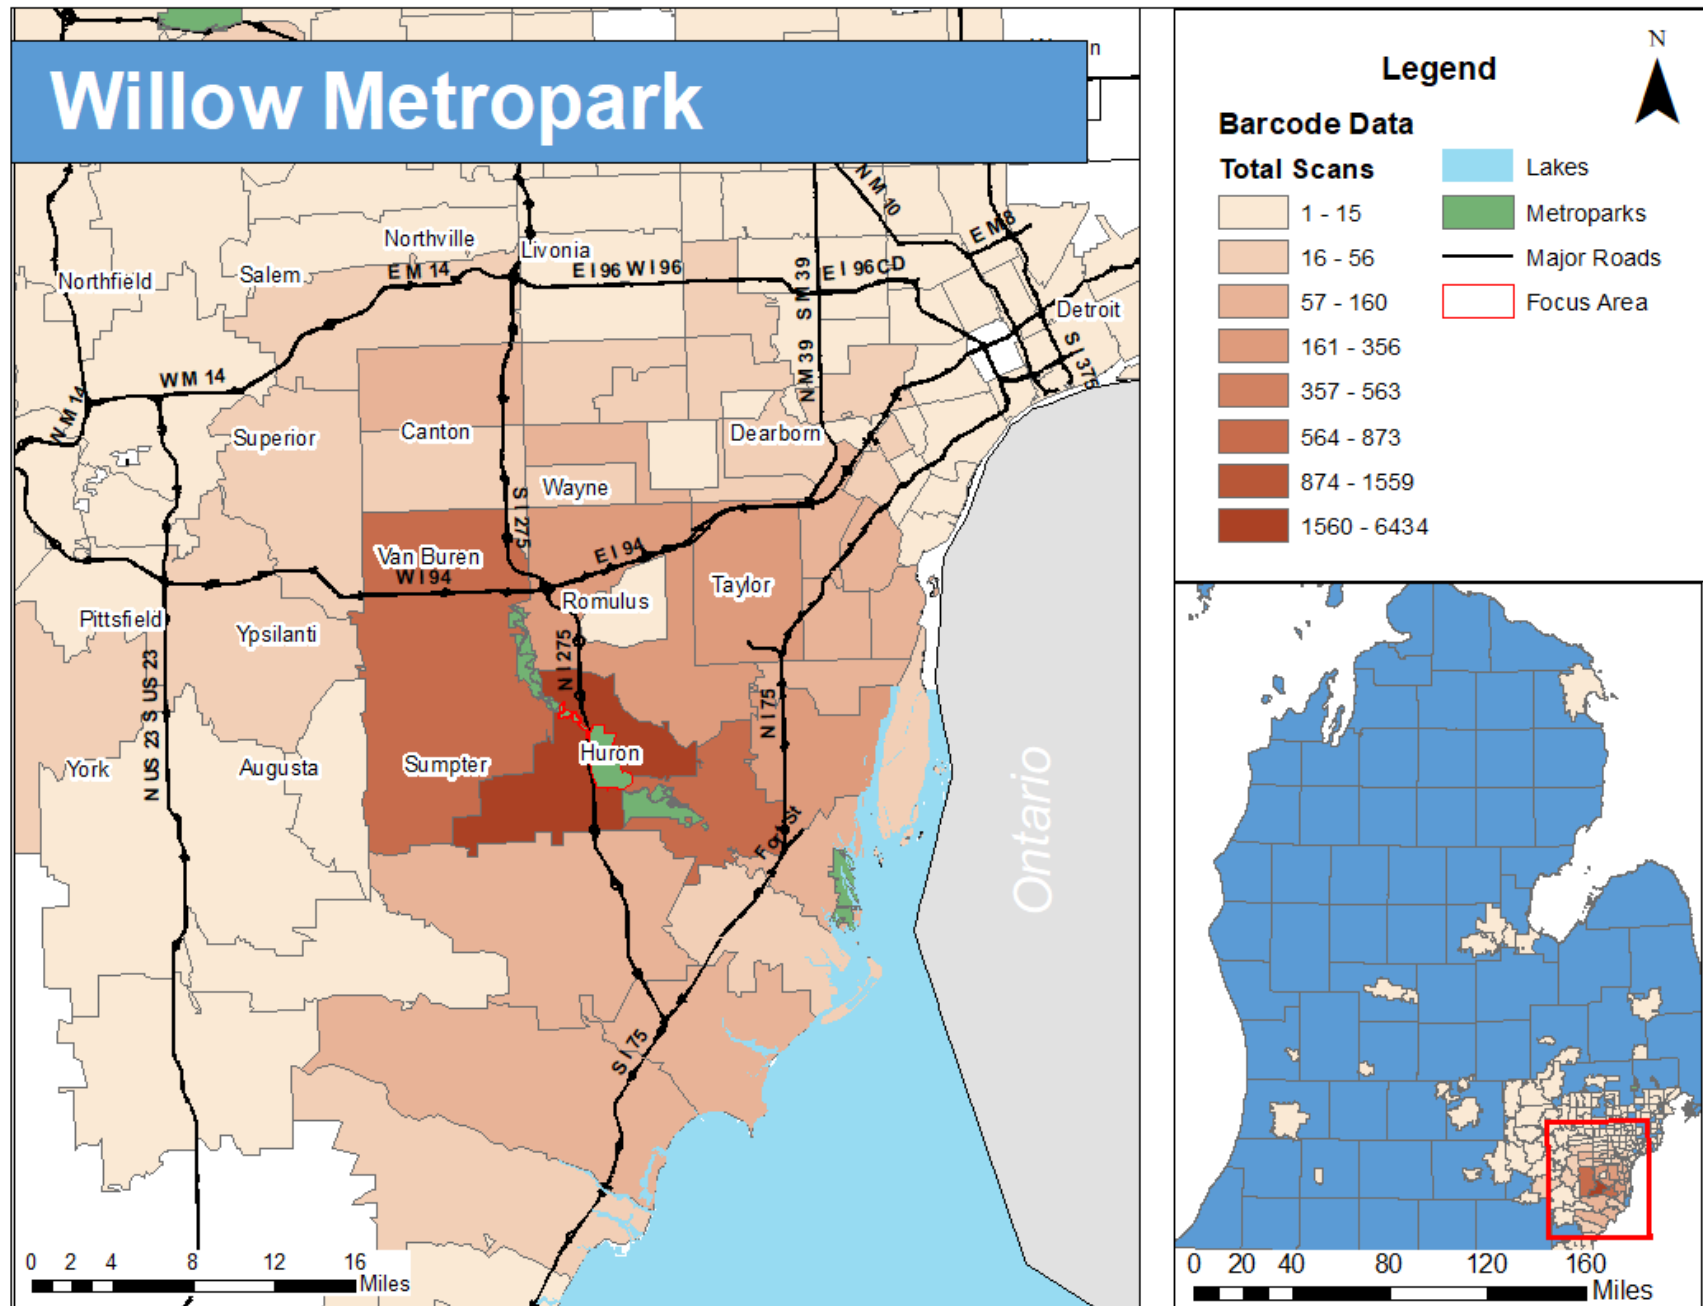 Willow Metropark
n
Northville
Livonia
Northfield
Salem
E M 14
E I 96 W I 96
S M 39
E I 96 CD
N M 10
E M8
Detroit
S I 375
N M 39
W M 14
W M 14
Superior
Canton
Dearborn
Wayne
S I 275
Van Buren
W I 94
E I 94
Taylor
Romulus
Pittsfield
Ypsilanti
N I 275
N I 75
N US 23 S US 23
York
Augusta
Sumpter
Huron
Fort St
Ontario
S I 75
0 2 4 8 12 16
Miles
N
Legend
Barcode Data
Total Scans
1 - 15
16 - 56
57 - 160
161 - 356
357 - 563
564 - 873
874 - 1559
1560 - 6434
Lakes
Metroparks
Major Roads
Focus Area
0 20 40 80 120 160
Miles